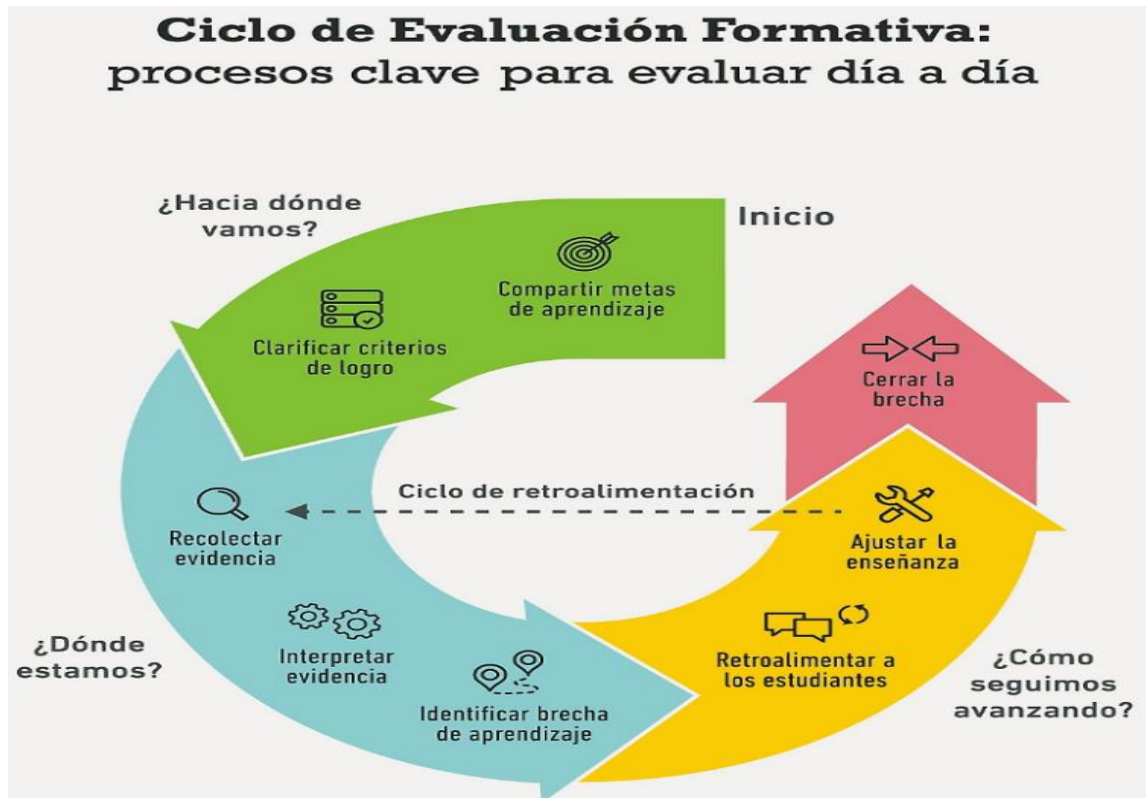 Ciclo de Evaluación Formativa:
procesos clave para evaluar día a día
¿Hacia dónde
vamos?
Inicio
Compartir metas
de aprendizaje
Clarificar criterios
de logro
Cerrar la
brecha
Ciclo de retroalimentación
Recolectar
evidencia
Ajustar la
enseñanza
¿Dónde
estamos?
Interpretar
evidencia
Identificar brecha
de aprendizaje
Retroalimentar a
los estudiantes
¿Cómo
seguimos
avanzando?